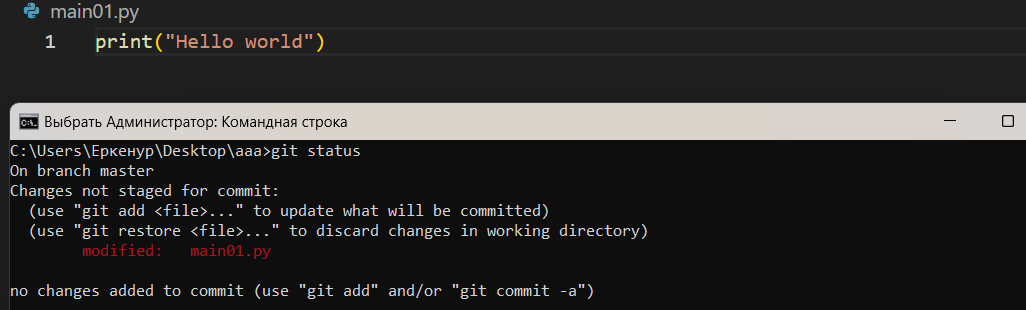 main01.py
1 print("Hello world")
Выбрать Администратор: Командная строка
C:\Users\Еркенур\Desktop\aaa>git status
On branch master
Changes not staged for commit:
  (use "git add <file>..." to update what will be committed)
  (use "git restore <file>..." to discard changes in working directory)
        modified:   main01.py
no changes added to commit (use "git add" and/or "git commit -a")